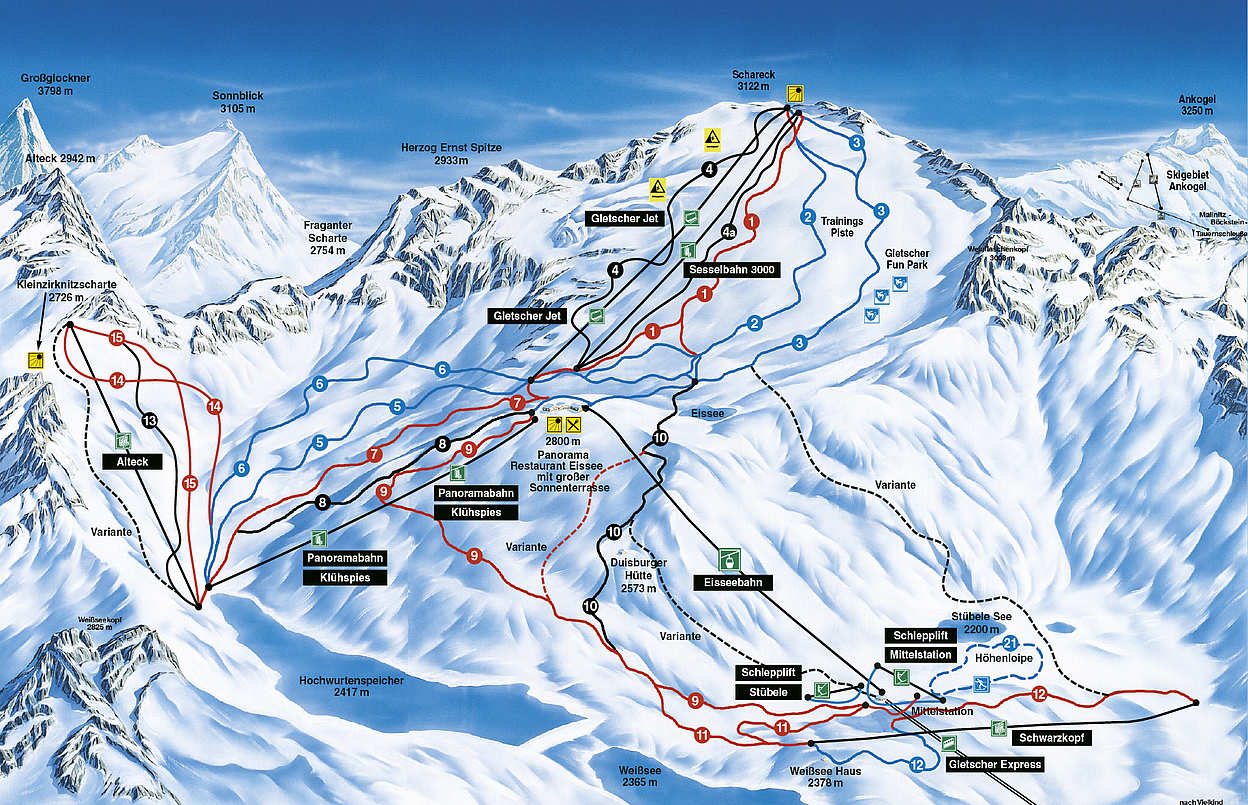 Großglockner
3798 m
Sonnblick
3105 m
Alteck 2942 m
Herzog Ernst Spitze
2933m
Schareck
3122 m
Ankogel
3250 m
Skigebiet
Ankogel
Mallnitz -
Böckstein
Tauernschleuße
Fraganter
Scharte
2754 m
Kleinzirknitzscharte
2726 m
4
Gletscher Jet
4a
1
2
3
Trainings
Piste
3
4
Sesselbahn 3000
1
Gletscher
Fun Park
Gletscher Jet
1
2
3
15
14
14
13
15
Alteck
Variante
6
6
5
5
6
7
7
8
8
9
9
2800 m
Panorama
Restaurant Eissee
mit großer
Sonnenterrasse
Eissee
10
Panoramabahn
Klühspies
Panoramabahn
Klühspies
Variante
Variante
9
10
Duisburger
Hütte
2573 m
Eisseebahn
10
Variante
Weißseekopf
2825 m
Hochwurtenspeicher
2417 m
Stübele See
2200 m
Schlepplift
Mittelstation
21
Höhenloipe
Schlepplift
Stübele
9
11
11
Mittelstation
12
12
Schwarzkopf
Gletscher Express
Weißsee
2365 m
Weißsee Haus
2378 m
nach Vielkind